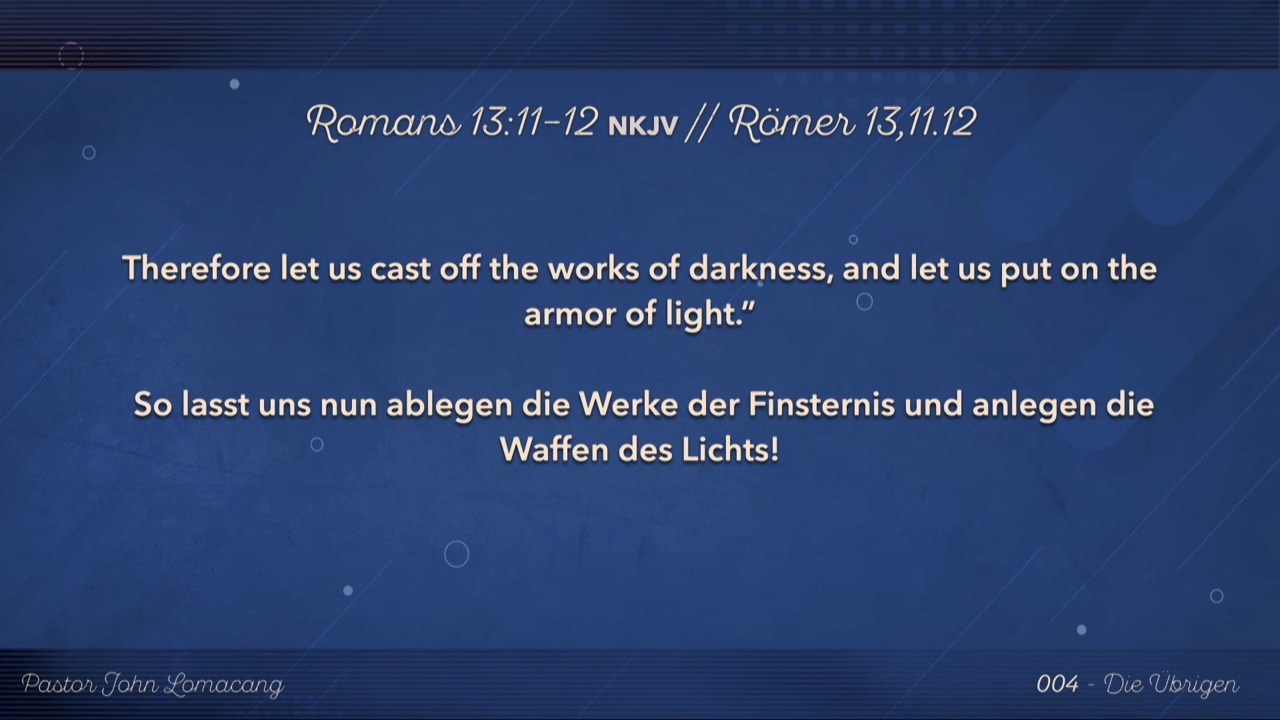 Romans 13:11-12 NKJV // Römer 13,11.12
Therefore let us cast off the works of darkness, and let us put on the
armor of light.”
So lasst uns nun ablegen die Werke der Finsternis und anlegen die
Waffen des Lichts!
Pastor John Lomacang
004 - Die Übrigen